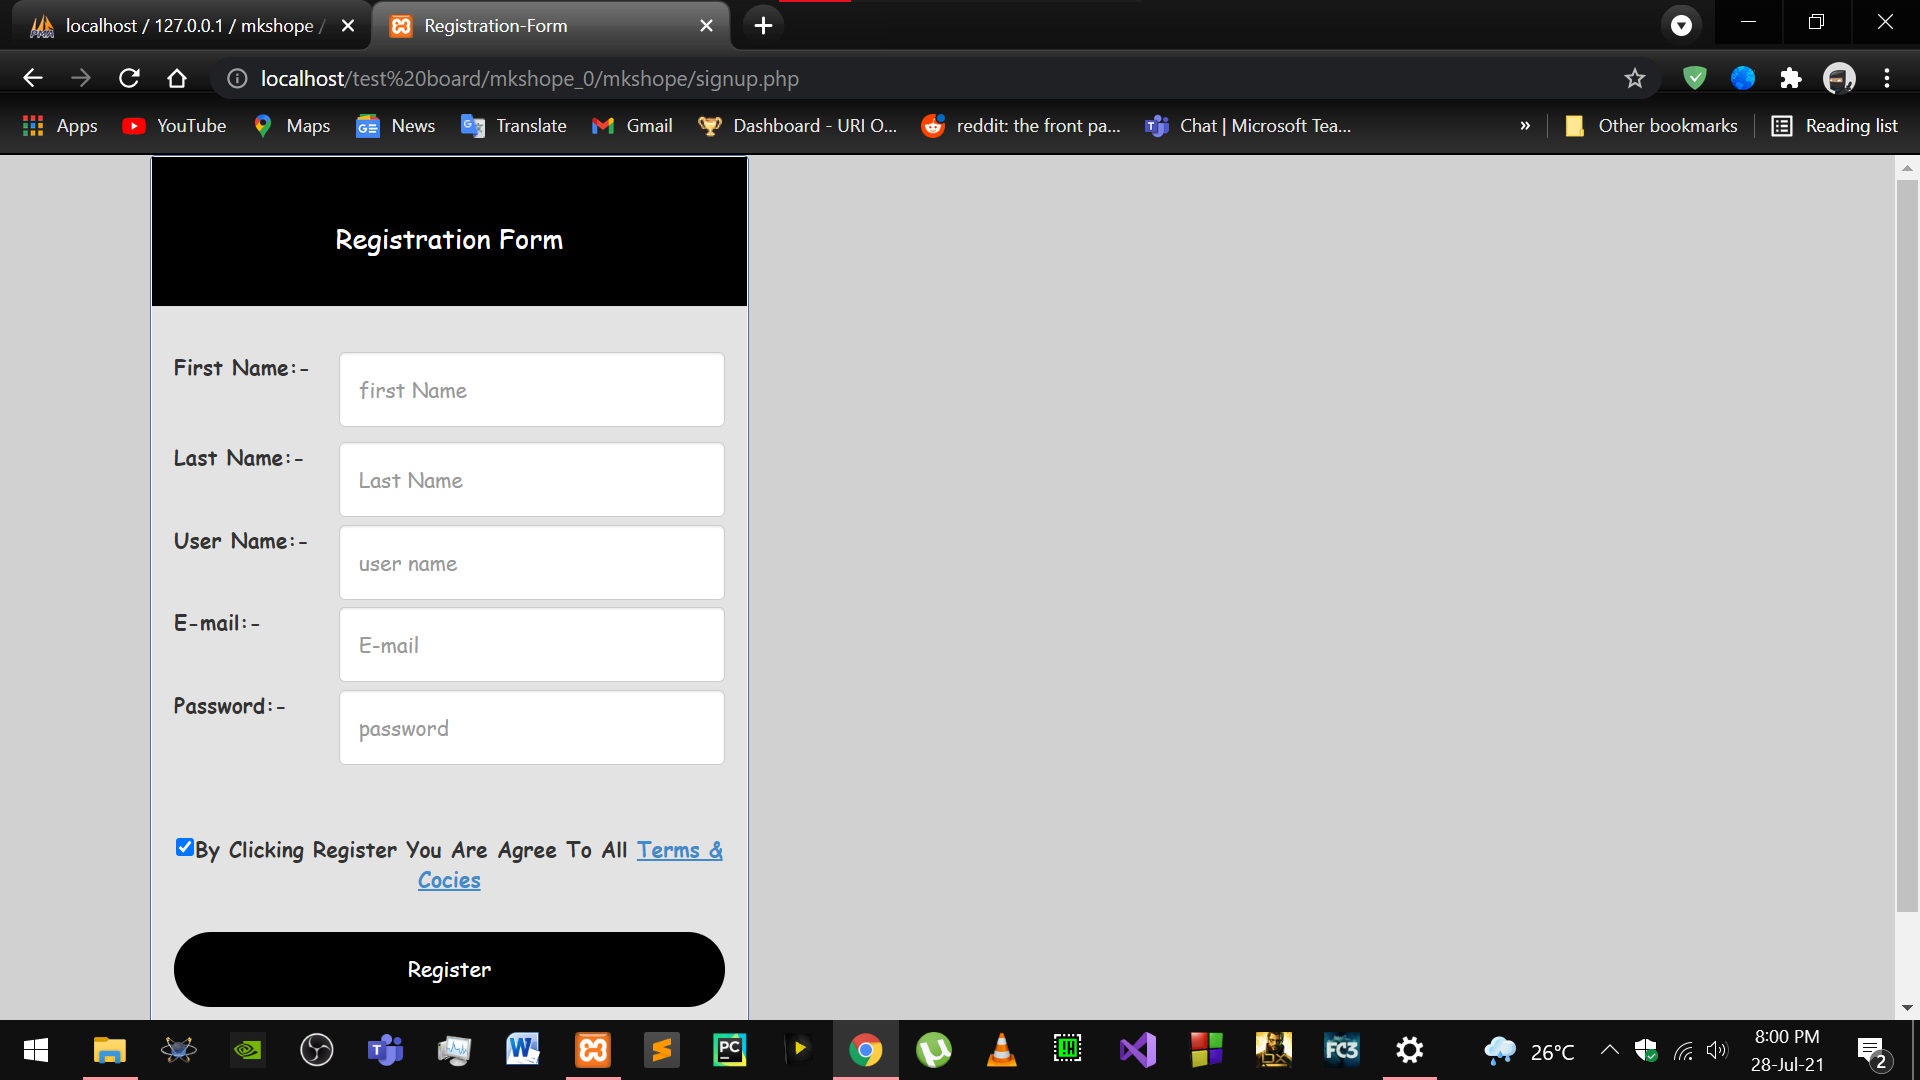 localhost / 127.0.0.1 / mkshope /
Registration-Form
localhost/test%20board/mkshope_0/mkshope/signup.php
Apps
YouTube
Maps
News
Translate
Gmail
Dashboard - URI O...
reddit: the front pa...
Chat | Microsoft Tea...
»
Other bookmarks
Reading list
Registration Form
First Name:-
first Name
Last Name:-
Last Name
User Name:-
user name
E-mail:-
E-mail
Password:-
password
By Clicking Register You Are Agree To All Terms &
Cocies
Register
26°C
8:00 PM
28-Jul-21
2
PC
FC3